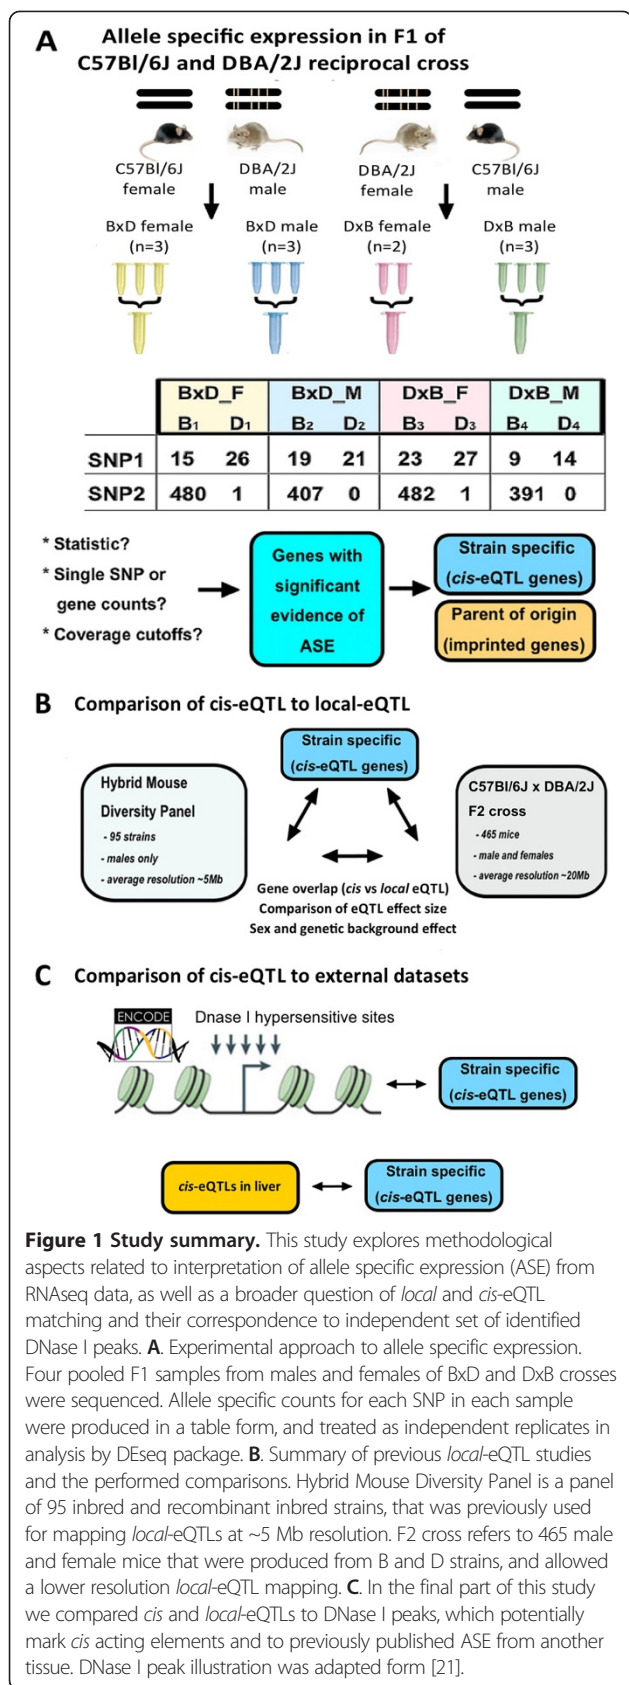 A Allele specific expression in F1 of
C57Bl/6J and DBA/2J reciprocal cross
C57Bl/6J female
DBA/2J male
DBA/2J female
C57Bl/6J male
BxD female (n=3)
BxD male (n=3)
DxB female (n=2)
DxB male (n=3)
BxD_F BxD_M DxB_F DxB_M
B1 D1 B2 D2 B3 D3 B4 D4
SNP1 15 26 19 21 23 27 9 14
SNP2 480 1 407 0 482 1 391 0
* Statistic?
* Single SNP or
gene counts?
* Coverage cutoffs?
Genes with
significant
evidence of
ASE
Strain specific
(cis-eQTL genes)
Parent of origin
(imprinted genes)
B Comparison of cis-eQTL to local-eQTL
Strain specific
(cis-eQTL genes)
Hybrid Mouse
Diversity Panel
- 95 strains
- males only
- average resolution ~5Mb
C57Bl/6J x DBA/2J
F2 cross
- 465 mice
- male and females
- average resolution ~20Mb
Gene overlap (cis vs local eQTL)
Comparison of eQTL effect size
Sex and genetic background effect
C Comparison of cis-eQTL to external datasets
ENCODE
Dnase I hypersensitive sites
Strain specific
(cis-eQTL genes)
cis-eQTLs in liver
Strain specific
(cis-eQTL genes)
Figure 1 Study summary. This study explores methodological
aspects related to interpretation of allele specific expression (ASE) from
RNAseq data, as well as a broader question of local and cis-eQTL
matching and their correspondence to independent set of identified
DNase I peaks. A. Experimental approach to allele specific expression.
Four pooled F1 samples from males and females of BxD and DxB crosses
were sequenced. Allele specific counts for each SNP in each sample
were produced in a table form, and treated as independent replicates in
analysis by DEseq package. B. Summary of previous local-eQTL studies
and the performed comparisons. Hybrid Mouse Diversity Panel is a panel
of 95 inbred and recombinant inbred strains, that was previously used
for mapping local-eQTLs at ~5 Mb resolution. F2 cross refers to 465 male
and female mice that were produced from B and D strains, and allowed
a lower resolution local-eQTL mapping. C. In the final part of this study
we compared cis and local-eQTLs to DNase I peaks, which potentially
mark cis acting elements and to previously published ASE from another
tissue. DNase I peak illustration was adapted form [21].